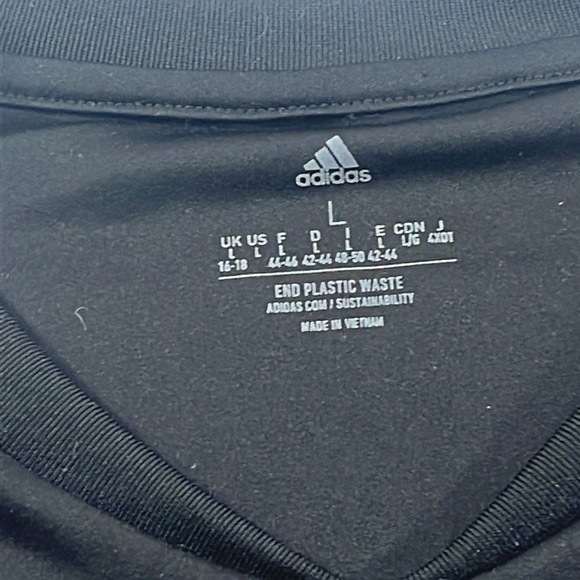 adidas
L
UK US F D I E CDN J
L L L L L L L/G 4XOT
16-18 44-46 42-44 48-50 42-44
END PLASTIC WASTE
ADIDAS.COM / SUSTAINABILITY
MADE IN VIETNAM